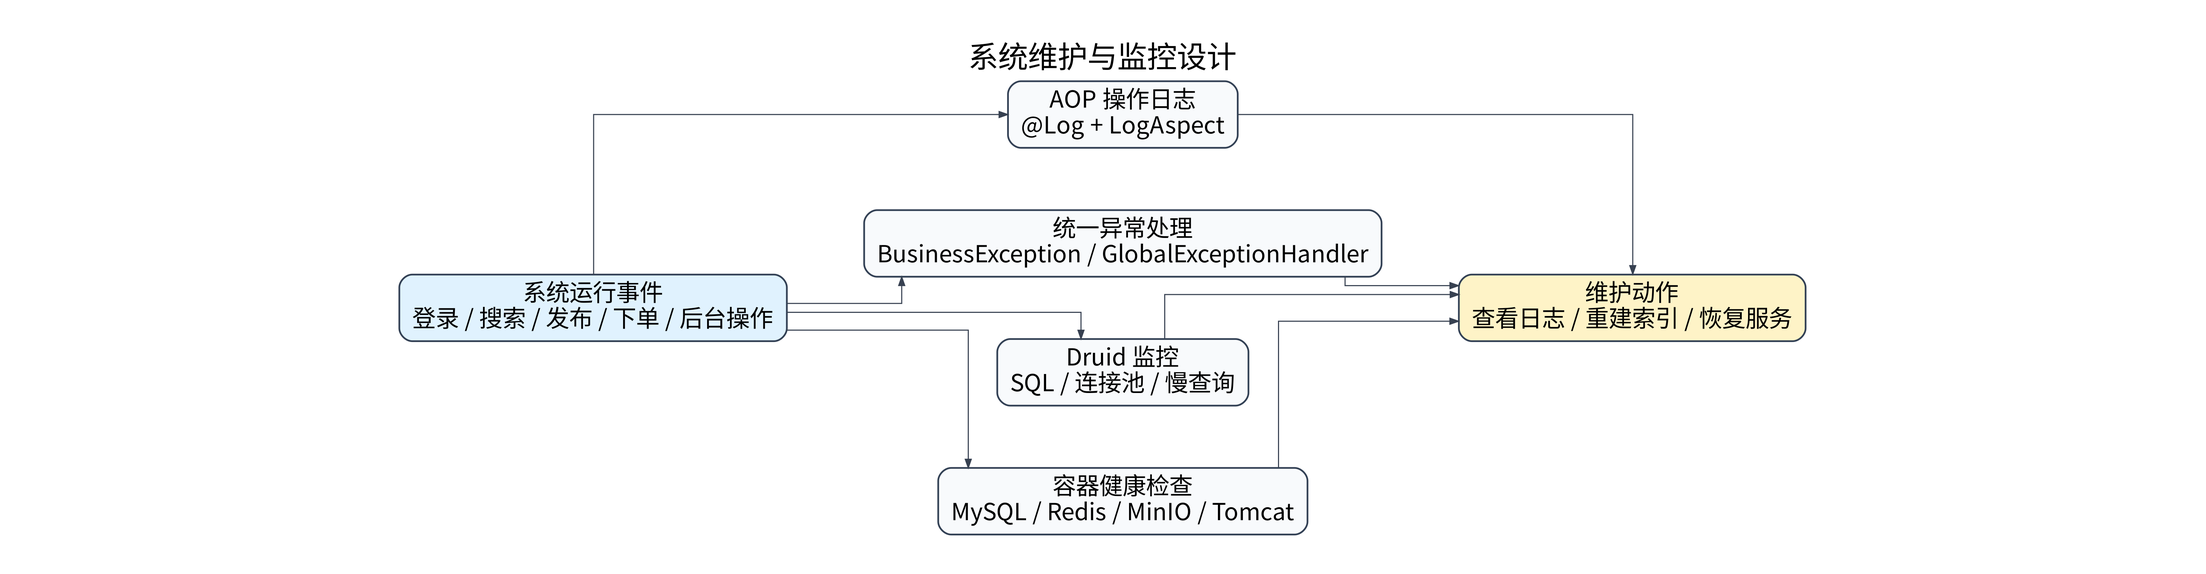 系统维护与监控设计
AOP 操作日志
@Log + LogAspect
统一异常处理
BusinessException / GlobalExceptionHandler
系统运行事件
登录 / 搜索 / 发布 / 下单 / 后台操作
维护动作
查看日志 / 重建索引 / 恢复服务
Druid 监控
SQL / 连接池 / 慢查询
容器健康检查
MySQL / Redis / MinIO / Tomcat